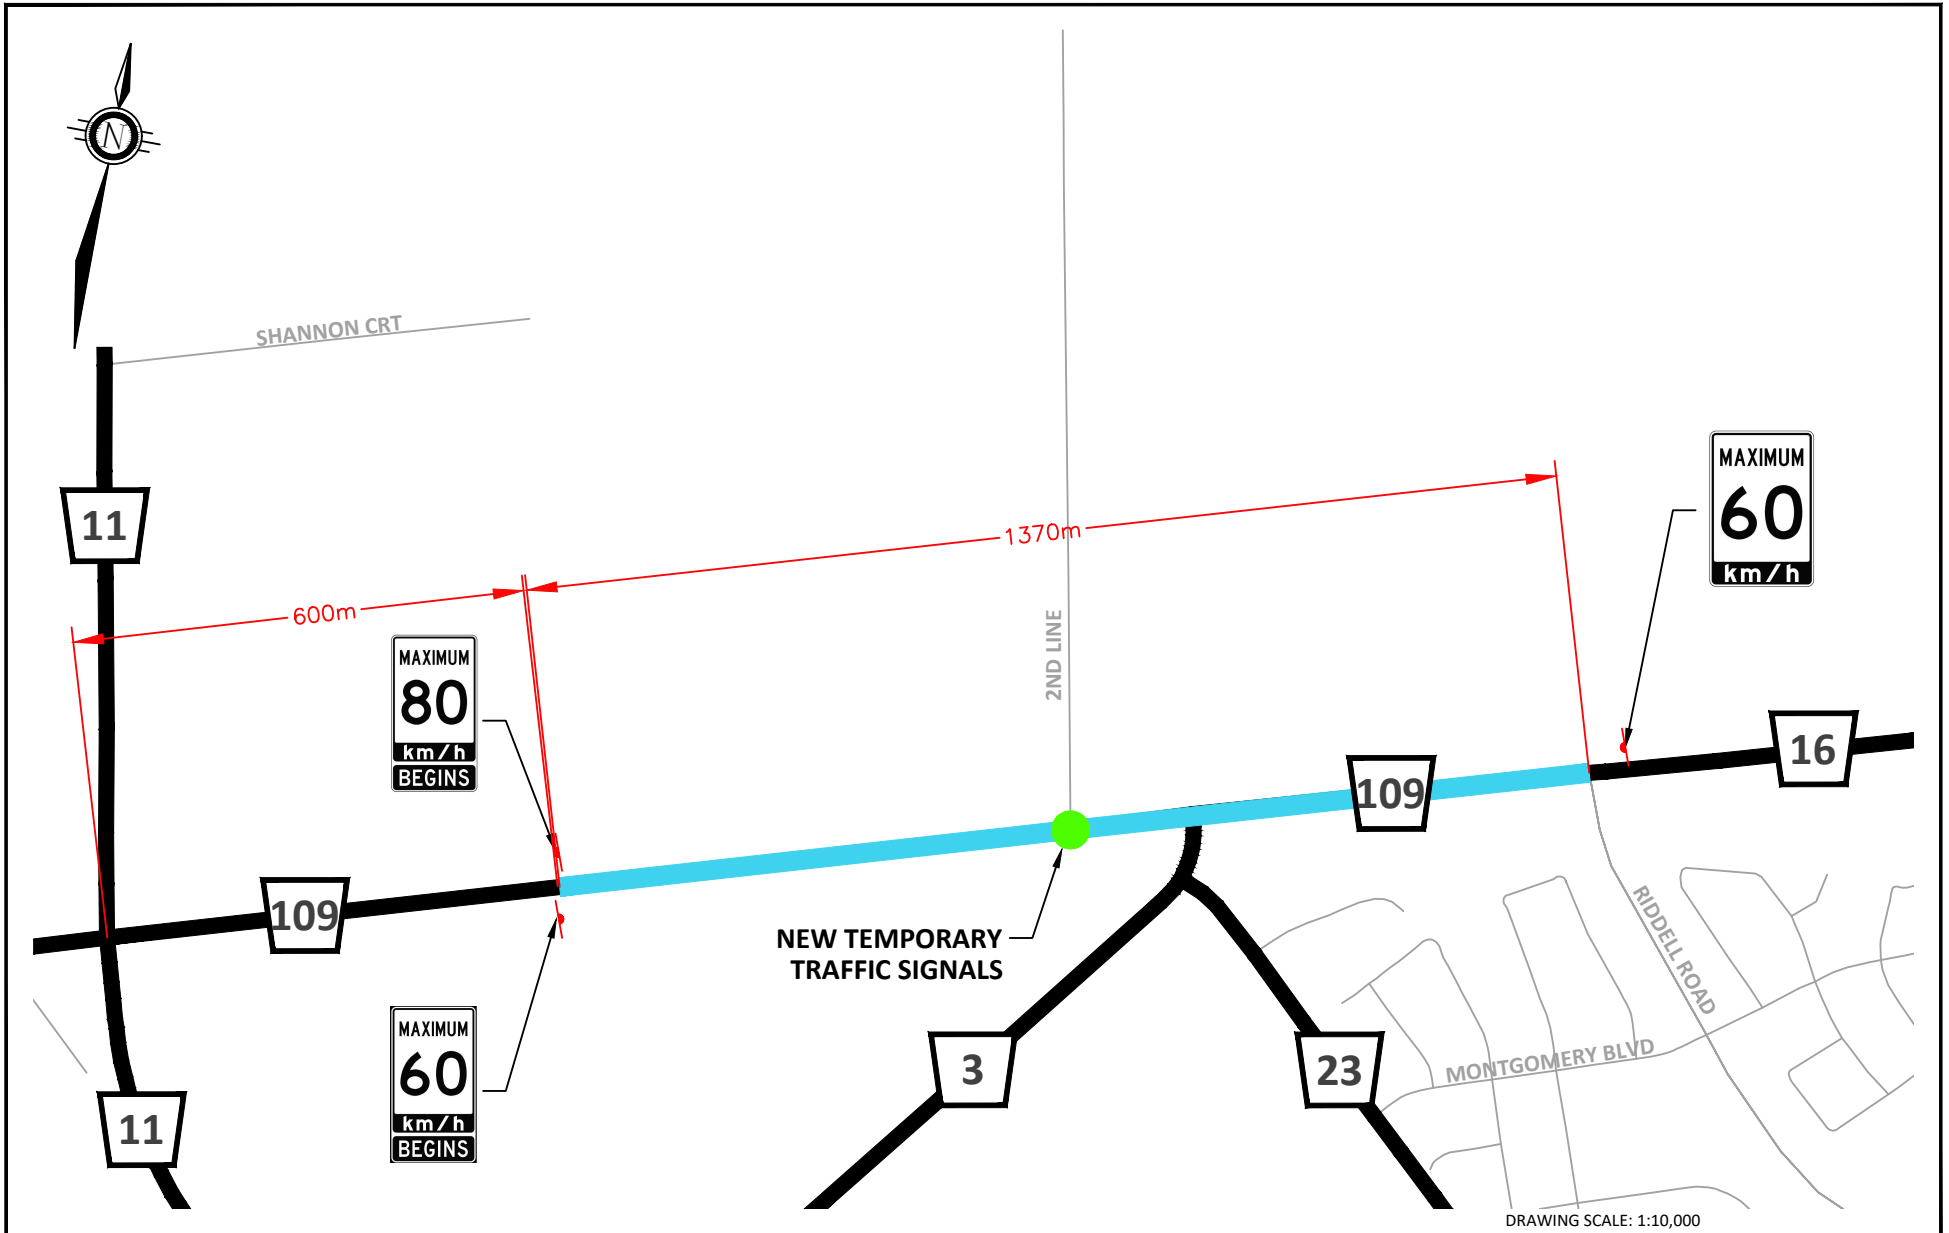 N
SHANNON CRT
11
MAXIMUM
60
km/h
1370m
600m
2ND LINE
MAXIMUM
80
km/h
BEGINS
16
109
109
RIDDELL ROAD
NEW TEMPORARY
TRAFFIC SIGNALS
MAXIMUM
60
km/h
BEGINS
3
23
MONTGOMERY BLVD
11
DRAWING SCALE: 1:10,000